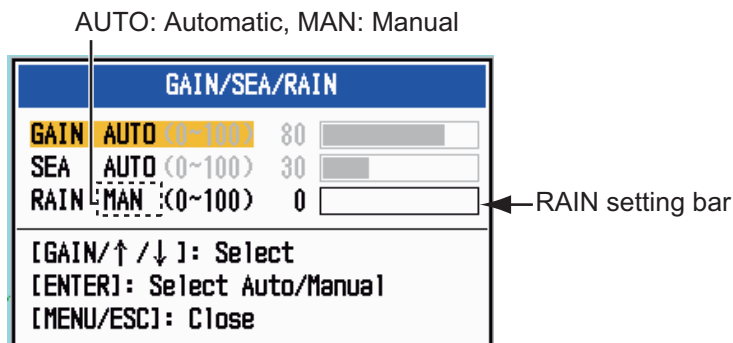 AUTO: Automatic, MAN: Manual
GAIN/SEA/RAIN
GAIN AUTO (0~100) 80
SEA AUTO (0~100) 30
RAIN MAN (0~100) 0
RAIN setting bar
[GAIN/↑/↓]: Select
[ENTER]: Select Auto/Manual
[MENU/ESC]: Close